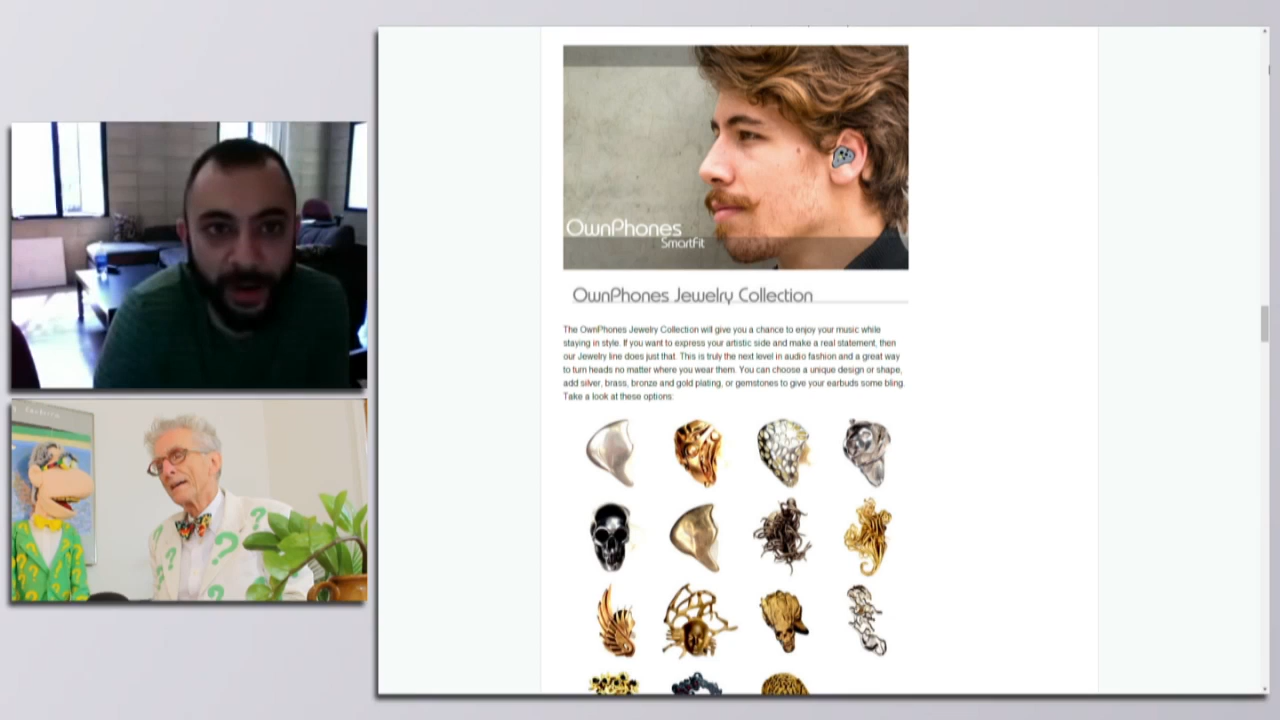 OwnPhones
SmartFit
OwnPhones Jewelry Collection
The OwnPhones Jewelry Collection will give you a chance to enjoy your music while
staying in style. If you want to express your artistic side and make a real statement, then
our Jewelry line does just that. This is truly the next level in audio fashion and a great way
to turn heads no matter where you wear them. You can choose a unique design or shape,
add silver, brass, bronze and gold plating, or gemstones to give your earbuds some bling.
Take a look at these options: